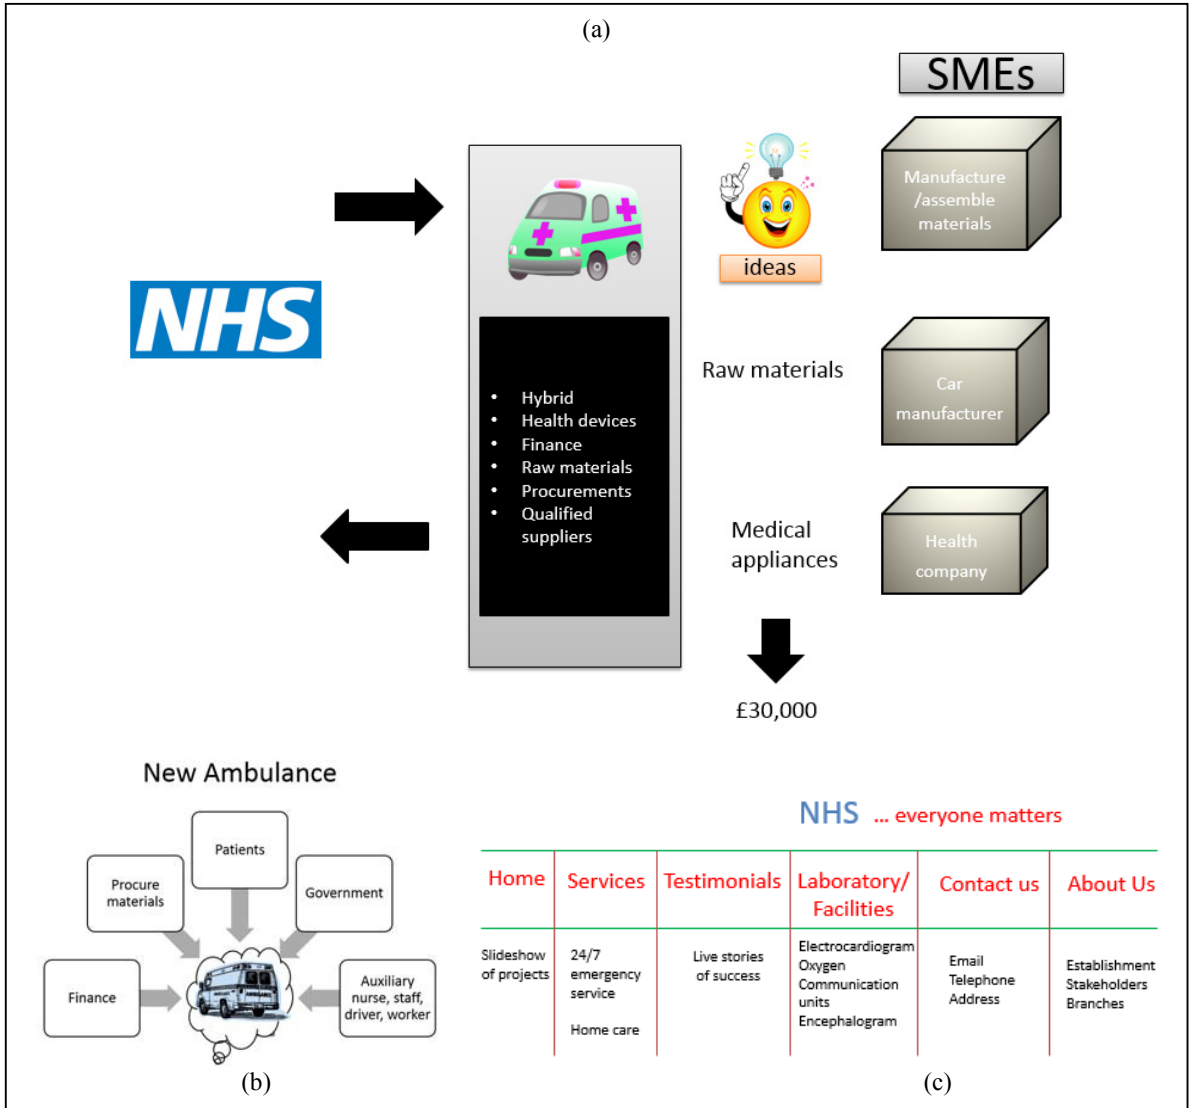 (a)
SMEs
Manufacture
/assemble
materials
ideas
NHS
Raw materials
Car
manufacturer
• Hybrid
• Health devices
• Finance
• Raw materials
• Procurements
• Qualified
suppliers
Medical
appliances
Health
company
£30,000
New Ambulance
Patients
Procure
materials
Government
Finance
AMBULANCE
Auxiliary
nurse, staff,
driver, worker
(b)
NHS ... everyone matters
Home
Services
Testimonials
Laboratory/
Facilities
Contact us
About Us
Slideshow
of projects
24/7
emergency
service
Home care
Live stories
of success
Electrocardiogram
Oxygen
Communication
units
Encephalogram
Email
Telephone
Address
Establishment
Stakeholders
Branches
(c)